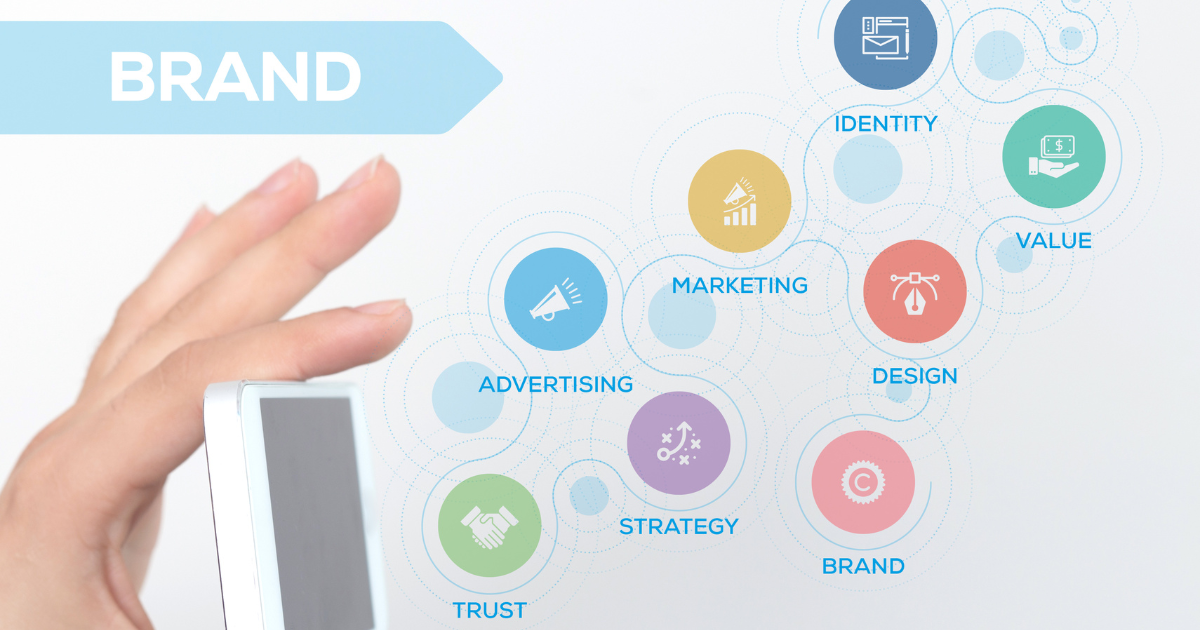 BRAND
IDENTITY
VALUE
MARKETING
DESIGN
ADVERTISING
STRATEGY
BRAND
TRUST